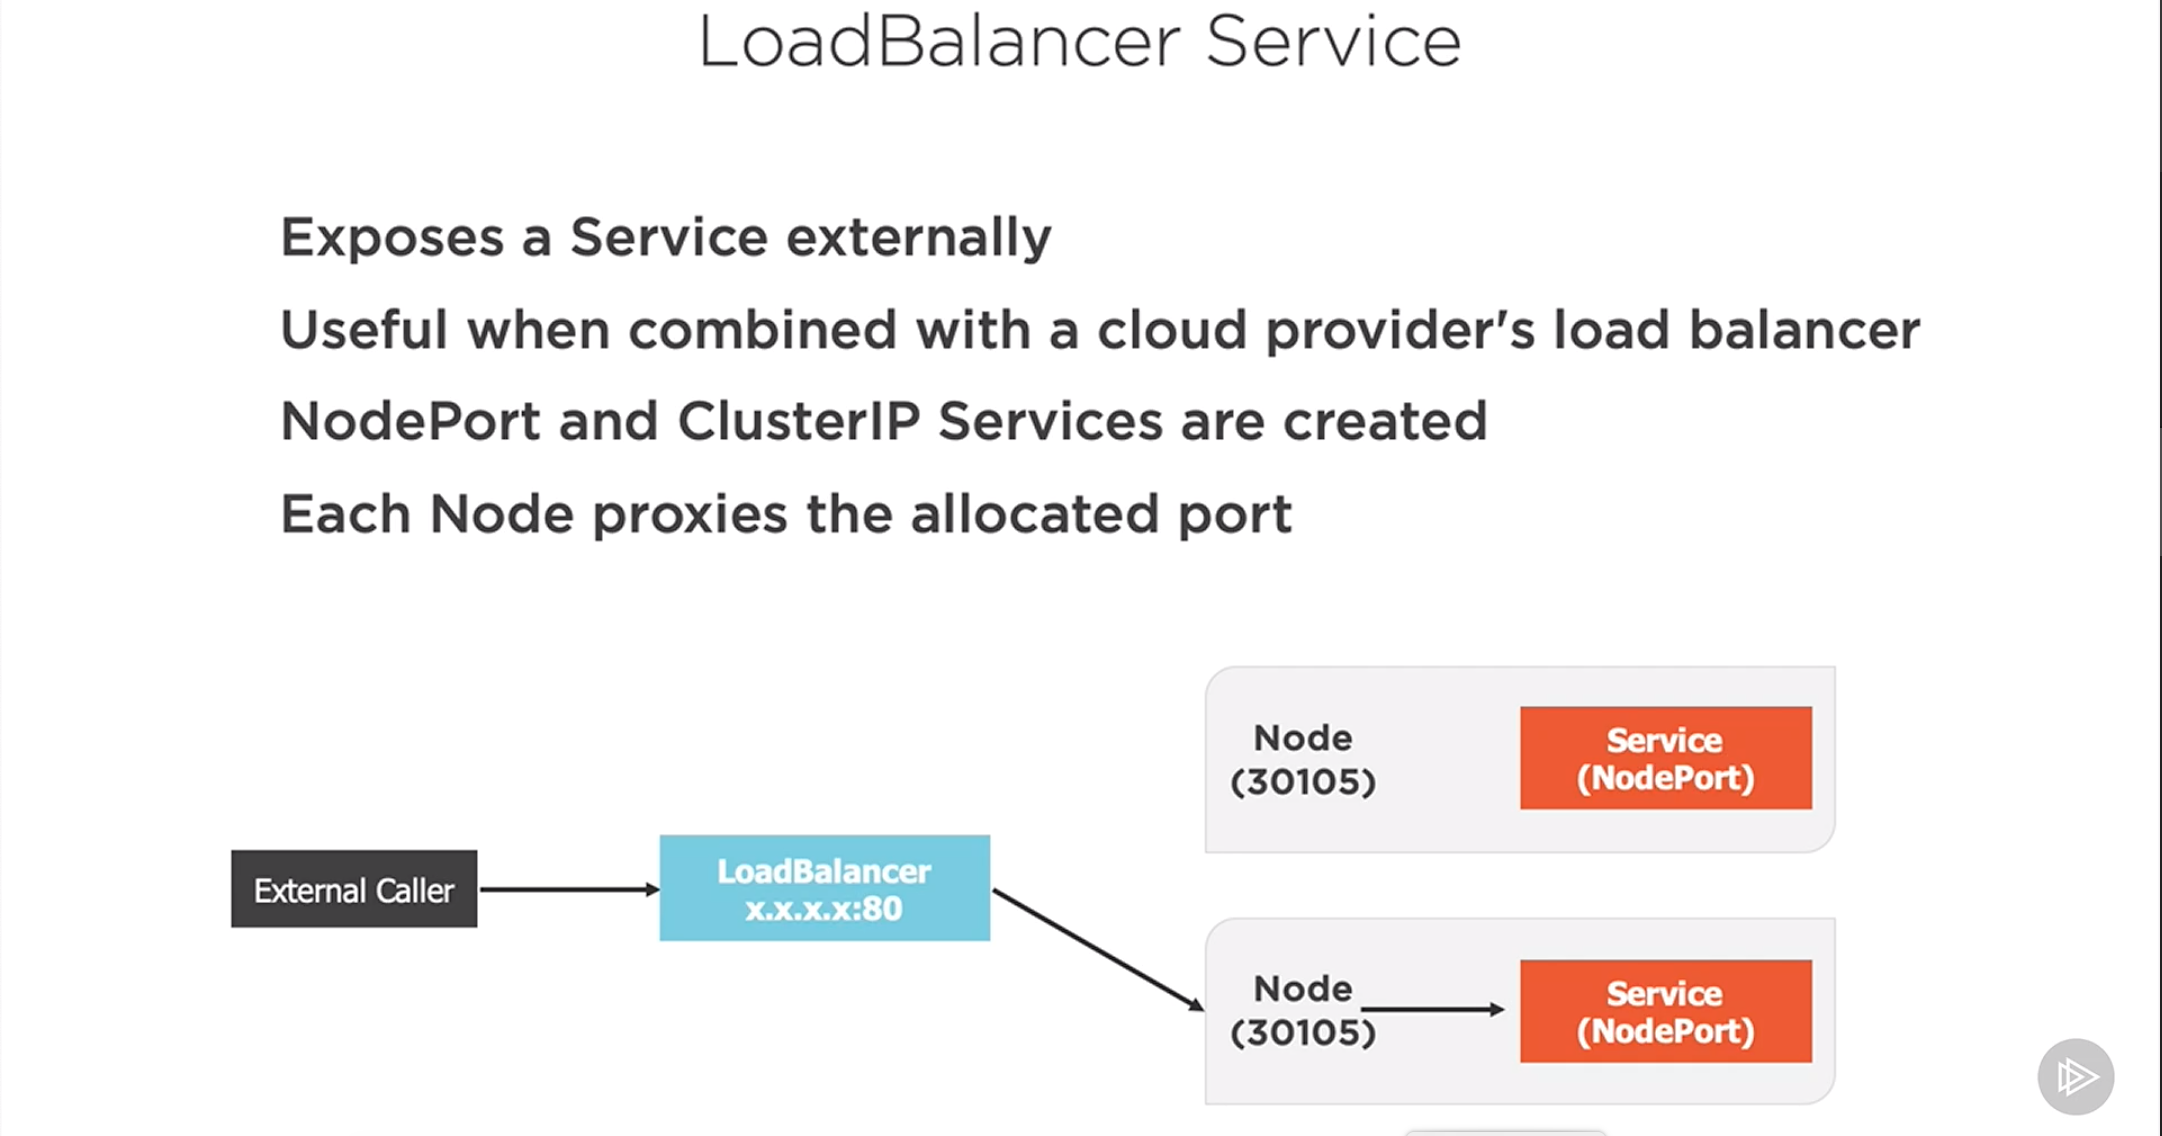 LoadBalancer Service
Exposes a Service externally
Useful when combined with a cloud provider's load balancer
NodePort and ClusterIP Services are created
Each Node proxies the allocated port
Node
(30105)
Service
(NodePort)
External Caller
LoadBalancer
x.x.x.x:80
Node
(30105)
Service
(NodePort)